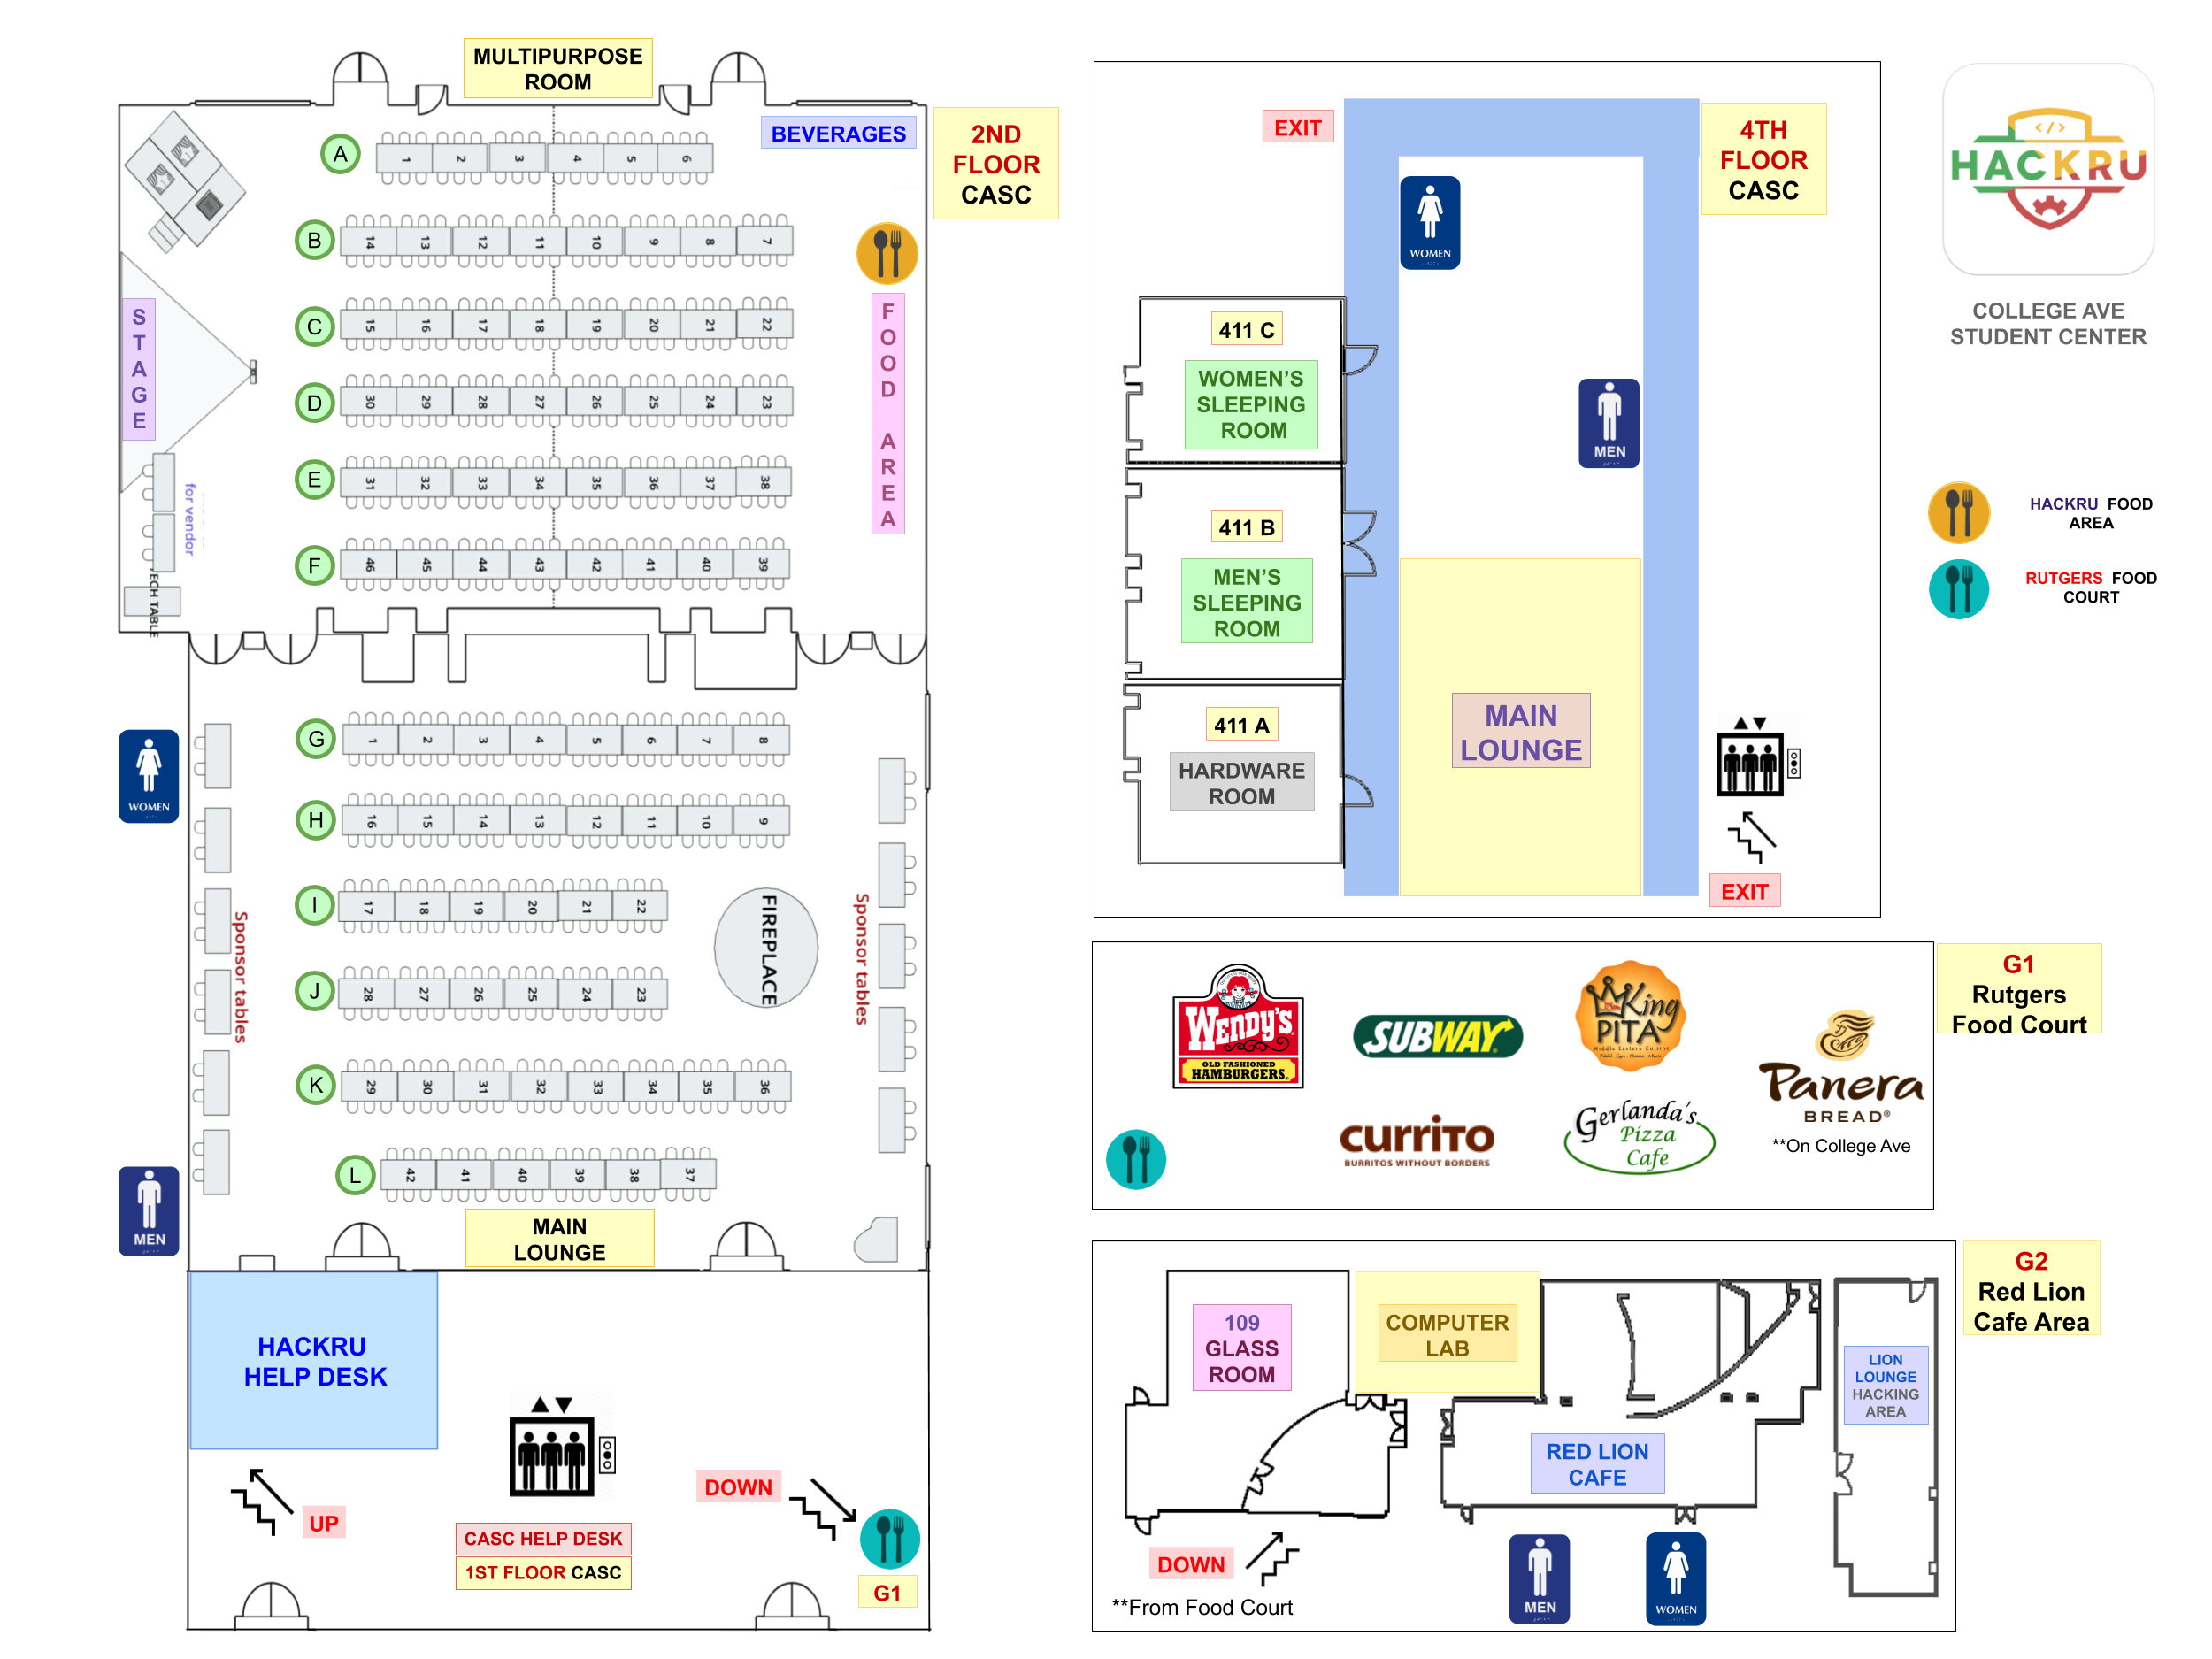 MULTIPURPOSE
ROOM
BEVERAGES
2ND
FLOOR
CASC
A
1 2 3 4 5 6
B
14 13 12 11 10 9 8 7
C
15 16 17 18 19 20 21 22
D
30 29 28 27 26 25 24 23
E
31 32 33 34 35 36 37 38
F
46 45 44 43 42 41 40 39
STAGE
FOOD AREA
for vendor
ECH TABLE
G
1 2 3 4 5 6 7 8
H
16 15 14 13 12 11 10 9
I
17 18 19 20 21 22
J
28 27 26 25 24 23
K
29 30 31 32 33 34 35 36
L
42 41 40 39 38 37
FIREPLACE
Sponsor tables
Sponsor tables
WOMEN
MEN
MAIN
LOUNGE
HACKRU
HELP DESK
UP
DOWN
CASC HELP DESK
1ST FLOOR CASC
G1
EXIT
4TH
FLOOR
CASC
WOMEN
MEN
411 C
WOMEN'S
SLEEPING
ROOM
411 B
MEN'S
SLEEPING
ROOM
411 A
HARDWARE
ROOM
MAIN
LOUNGE
EXIT
</>
HACKRU
COLLEGE AVE
STUDENT CENTER
HACKRU FOOD
AREA
RUTGERS FOOD
COURT
G1
Rutgers
Food Court
WENDY'S
OLD FASHIONED
HAMBURGERS
SUBWAY
King
PITA
Middle Eastern Cuisine
currito
BURRITOS WITHOUT BORDERS
Gerlanda's
Pizza
Cafe
Panera
BREAD®
**On College Ave
G2
Red Lion
Cafe Area
109
GLASS
ROOM
COMPUTER
LAB
RED LION
CAFE
LION
LOUNGE
HACKING
AREA
DOWN
**From Food Court
MEN
WOMEN